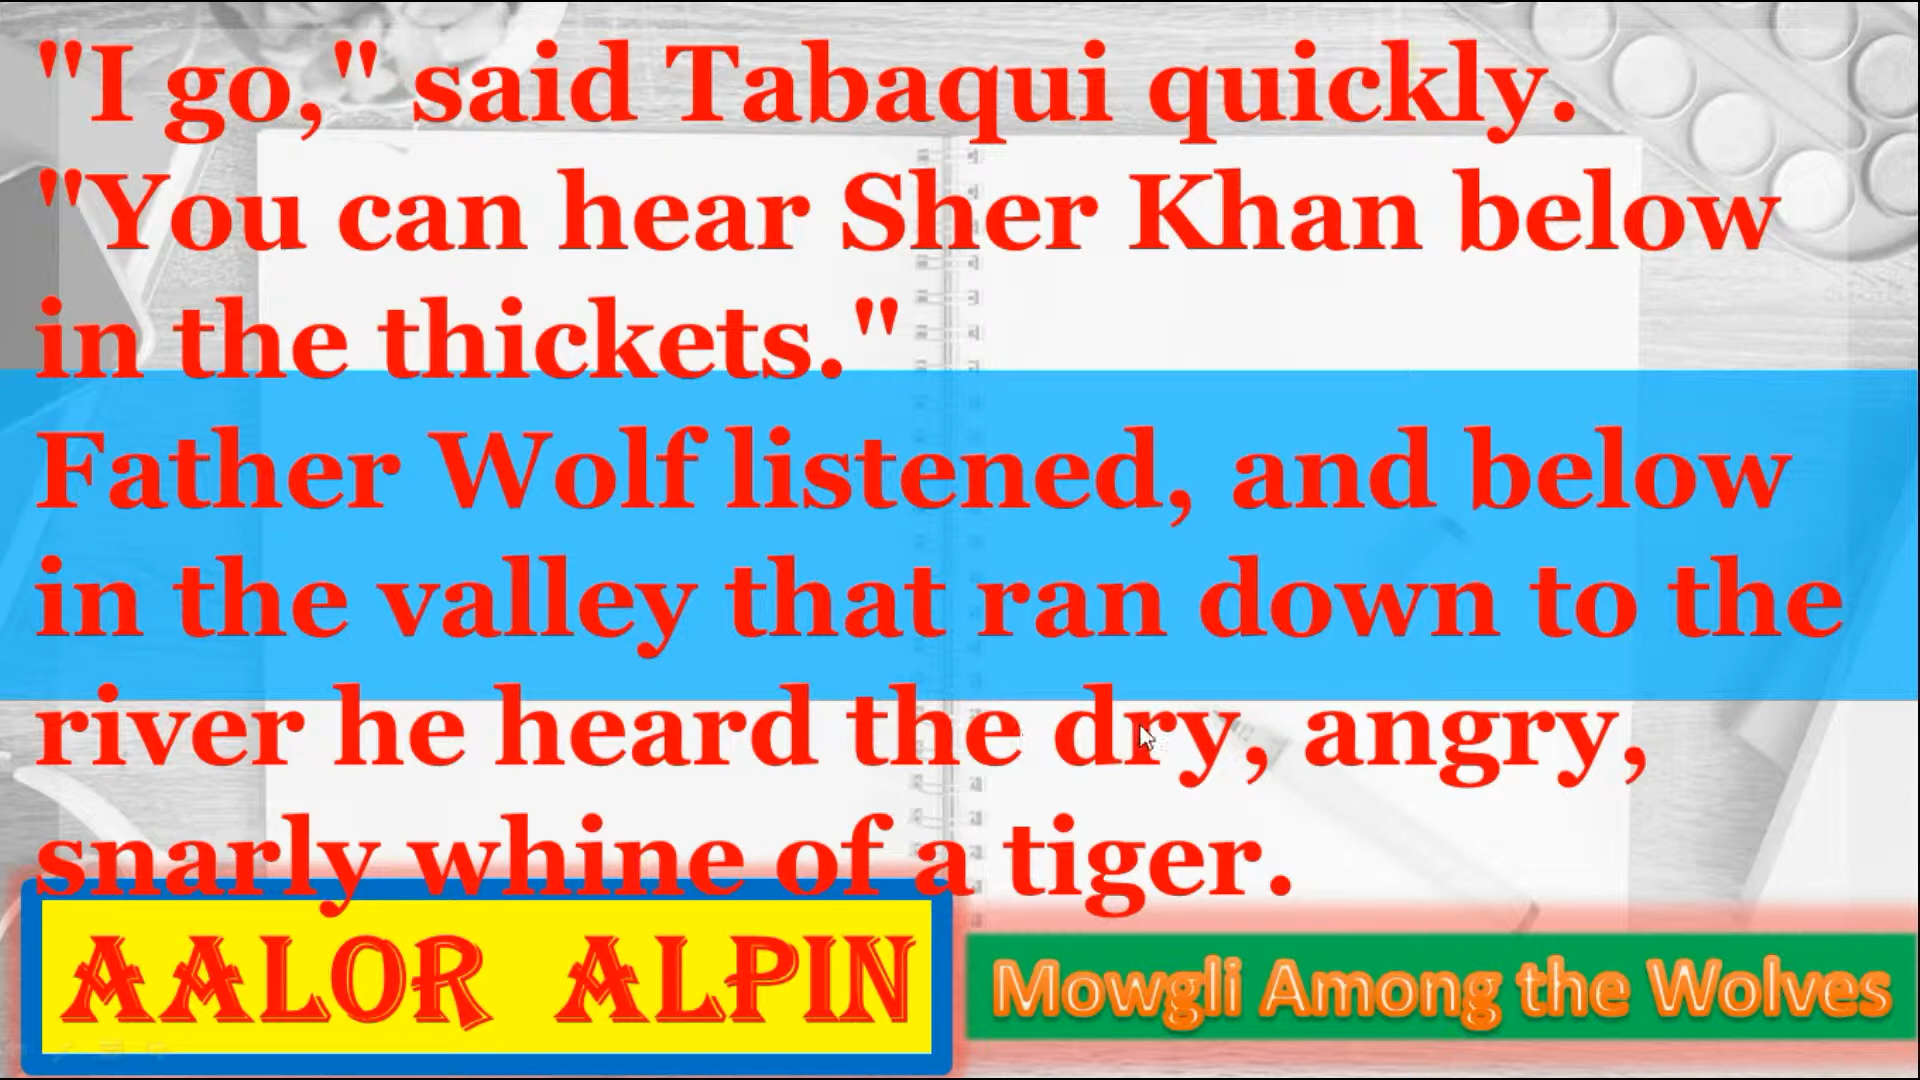 "I go," said Tabaqui quickly.
"You can hear Sher Khan below
in the thickets."
Father Wolf listened, and below
in the valley that ran down to the
river he heard the dry, angry,
snarly whine of a tiger.
AALOR ALPIN
Mowgli Among the Wolves